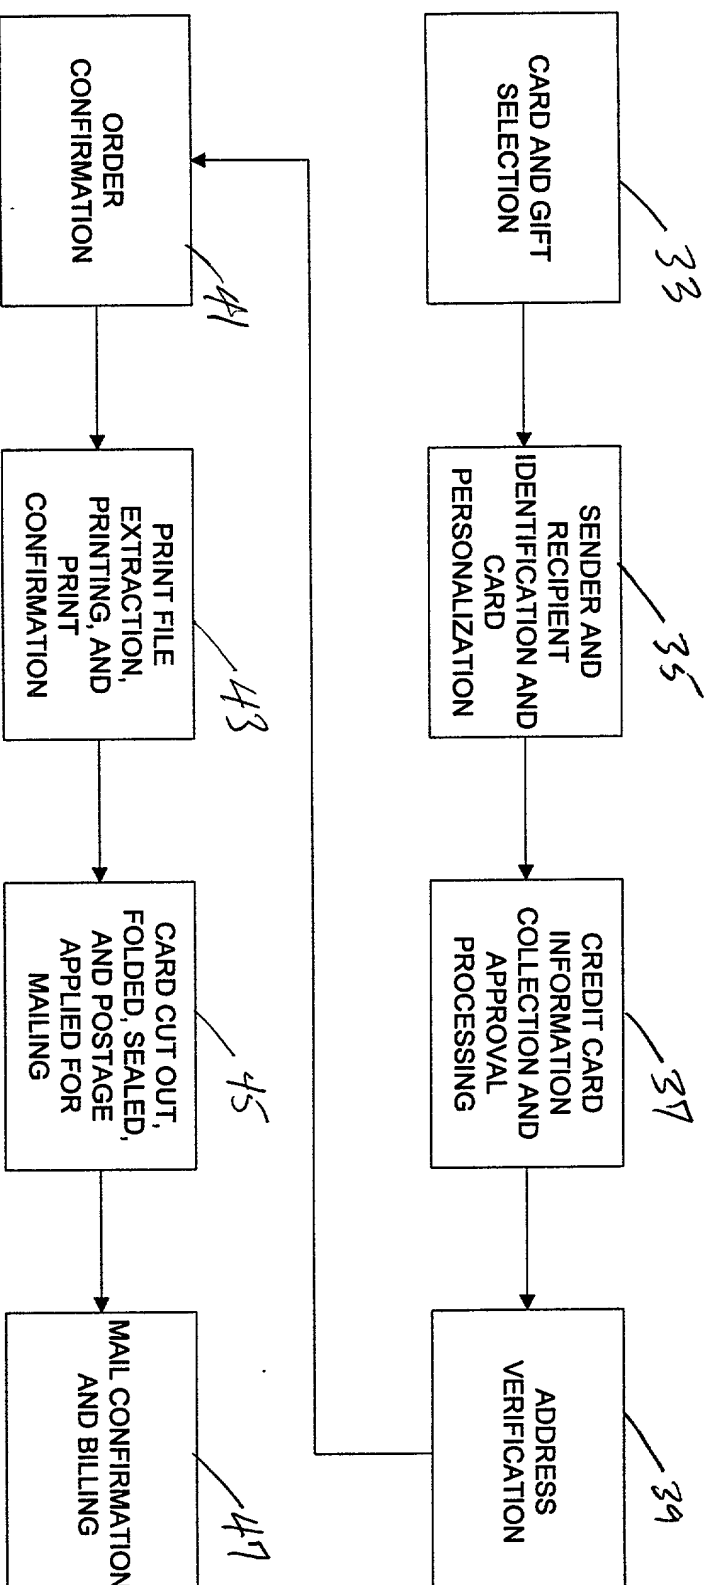 CARD AND GIFT
SELECTION
33
SENDER AND
RECIPIENT
IDENTIFICATION AND
CARD
PERSONALIZATION
35
CREDIT CARD
INFORMATION
COLLECTION AND
APPROVAL
PROCESSING
37
ADDRESS
VERIFICATION
39
ORDER
CONFIRMATION
41
PRINT FILE
EXTRACTION,
PRINTING, AND
PRINT
CONFIRMATION
43
CARD CUT OUT,
FOLDED, SEALED,
AND POSTAGE
APPLIED FOR
MAILING
45
MAIL CONFIRMATION
AND BILLING
47